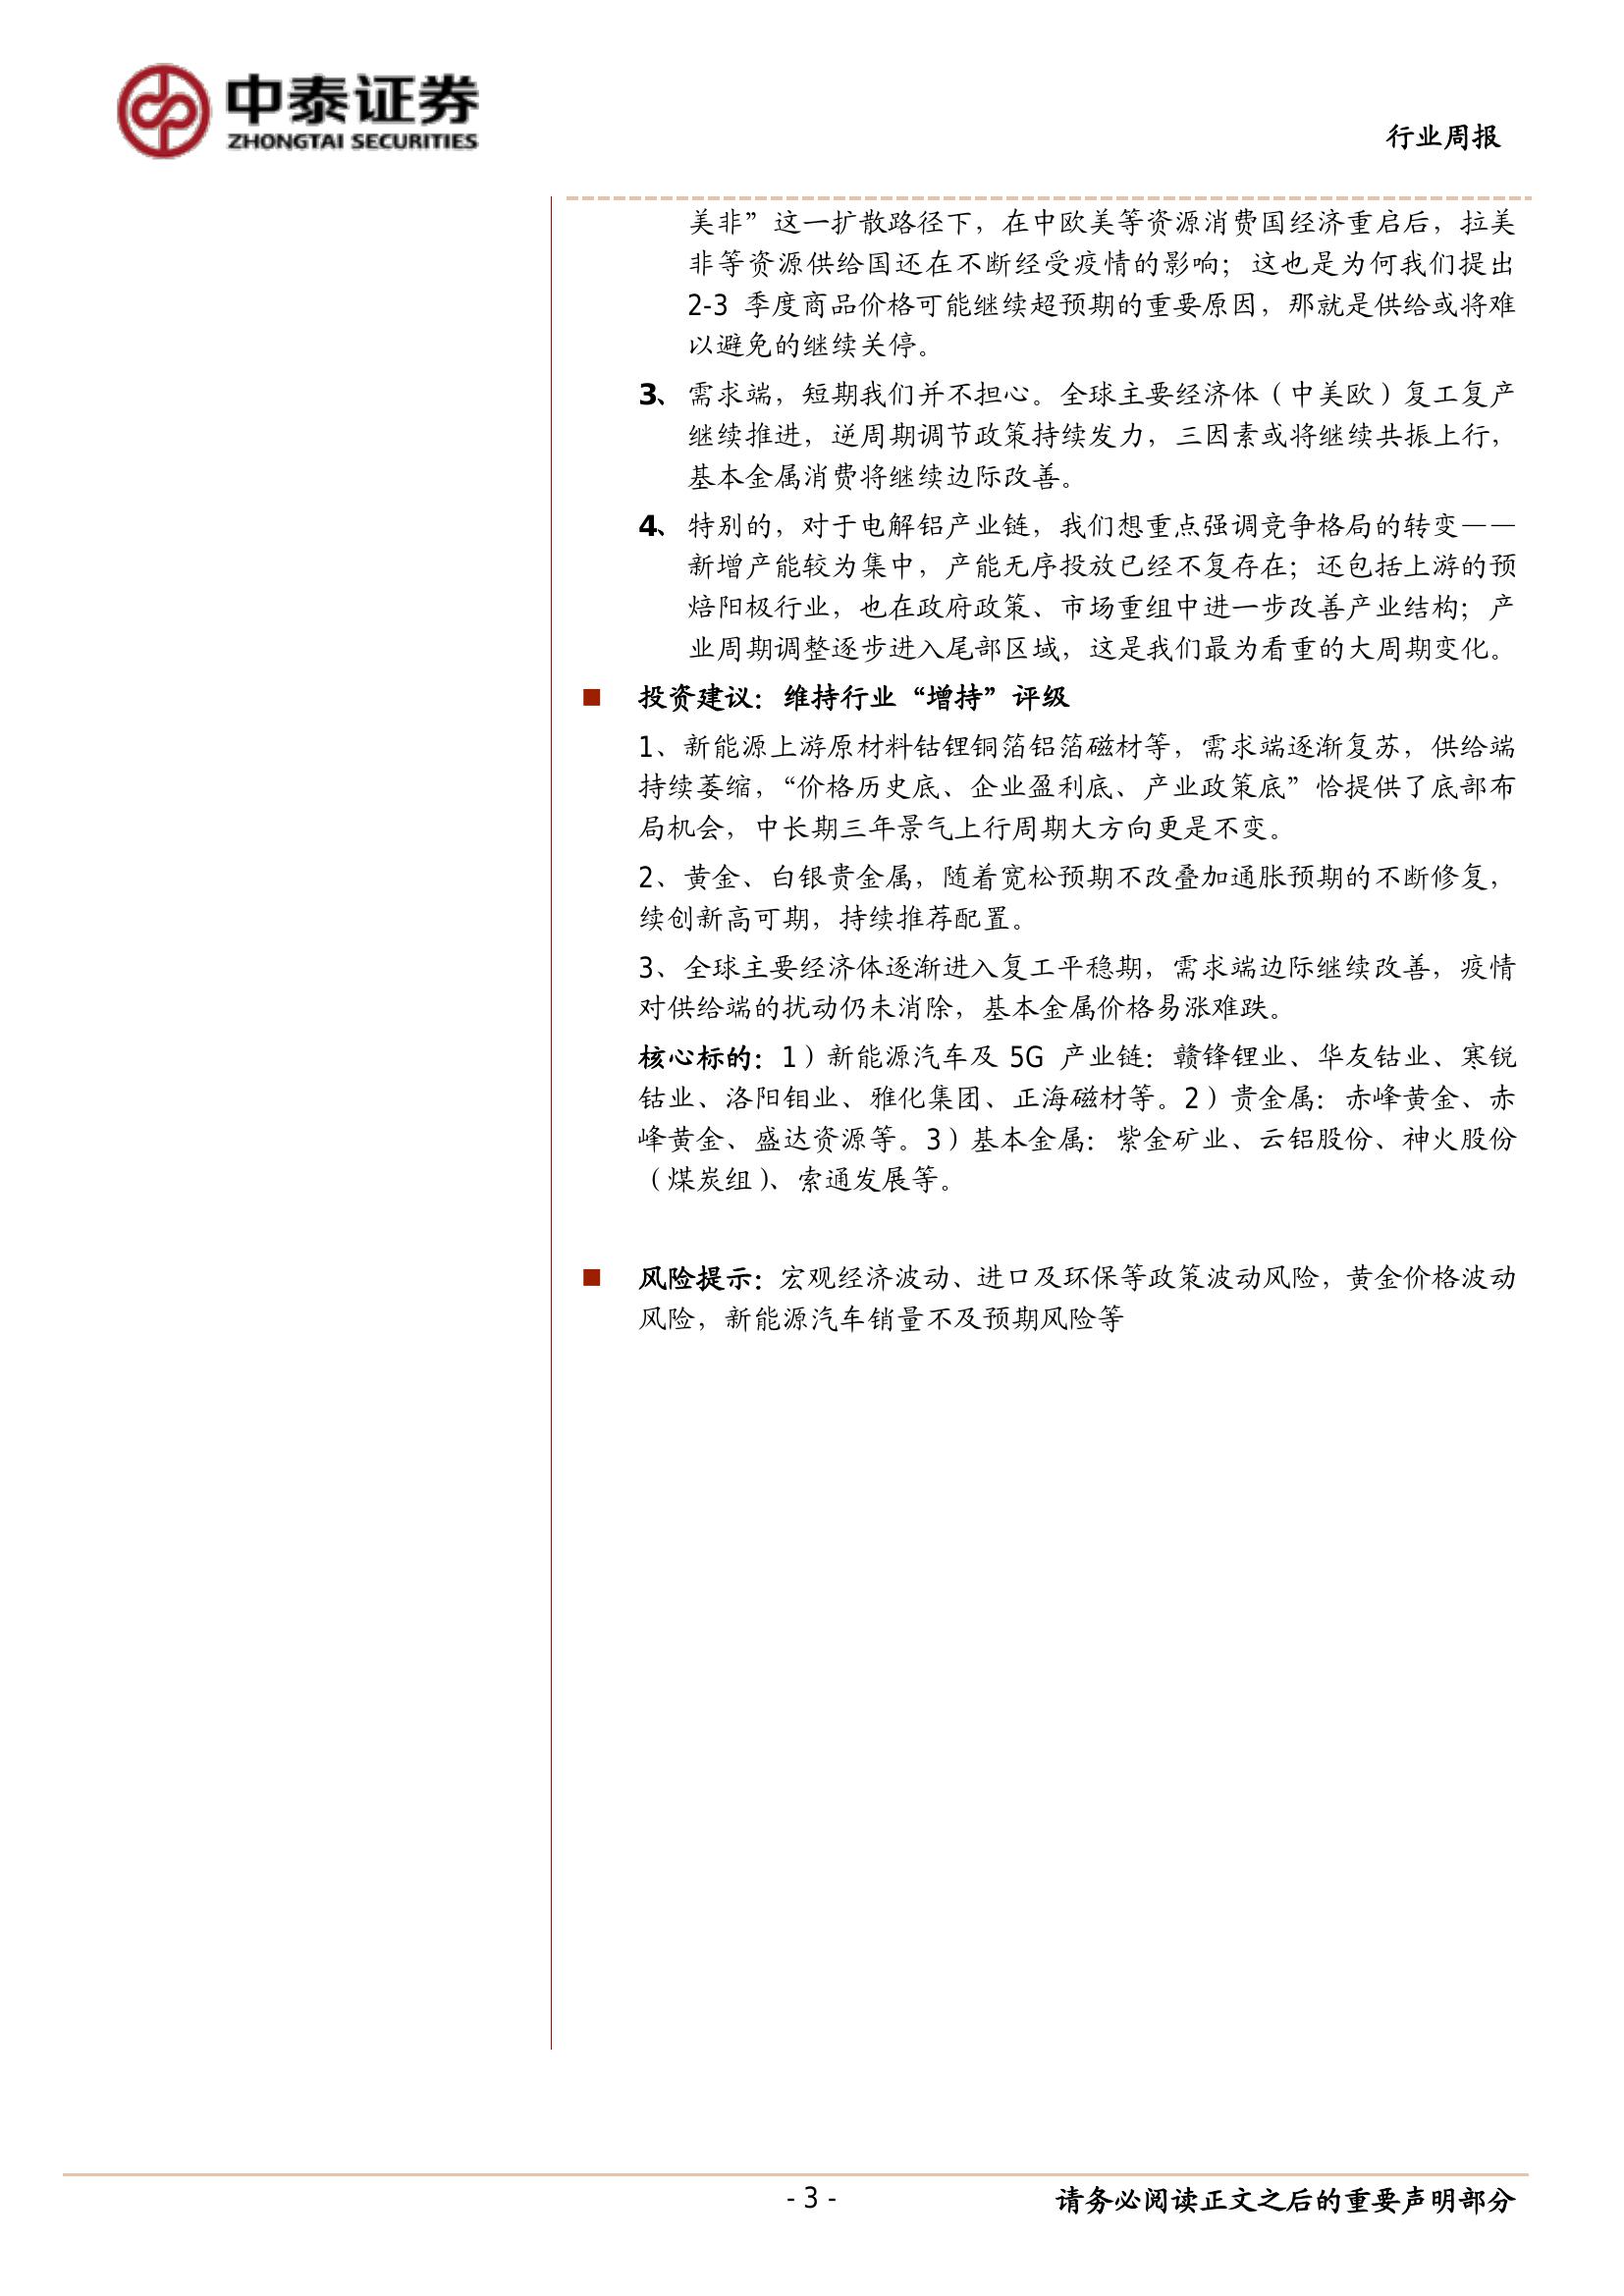 中泰证券
ZHONGTAI SECURITIES
行业周报
美非”这一扩散路径下，在中欧美等资源消费国经济重启后，拉美
非等资源供给国还在不断经受疫情的影响；这也是为何我们提出
2-3 季度商品价格可能继续超预期的重要原因，那就是供给或将难
以避免的继续关停。
3、需求端，短期我们并不担心。全球主要经济体（中美欧）复工复产
继续推进，逆周期调节政策持续发力，三因素或将继续共振上行，
基本金属消费将继续边际改善。
4、特别的，对于电解铝产业链，我们想重点强调竞争格局的转变——
新增产能较为集中，产能无序投放已经不复存在；还包括上游的预
焙阳极行业，也在政府政策、市场重组中进一步改善产业结构；产
业周期调整逐步进入尾部区域，这是我们最为看重的大周期变化。
■ 投资建议：维持行业“增持”评级
1、新能源上游原材料钴锂铜箔铝箔磁材等，需求端逐渐复苏，供给端
持续萎缩，“价格历史底、企业盈利底、产业政策底”恰提供了底部布
局机会，中长期三年景气上行周期大方向更是不变。
2、黄金、白银贵金属，随着宽松预期不改叠加通胀预期的不断修复，
续创新高可期，持续推荐配置。
3、全球主要经济体逐渐进入复工平稳期，需求端边际继续改善，疫情
对供给端的扰动仍未消除，基本金属价格易涨难跌。
核心标的：1）新能源汽车及 5G 产业链：赣锋锂业、华友钴业、寒锐
钴业、洛阳钼业、雅化集团、正海磁材等。2）贵金属：赤峰黄金、赤
峰黄金、盛达资源等。3）基本金属：紫金矿业、云铝股份、神火股份
（煤炭组）、索通发展等。
■ 风险提示：宏观经济波动、进口及环保等政策波动风险，黄金价格波动
风险，新能源汽车销量不及预期风险等
- 3 -
请务必阅读正文之后的重要声明部分